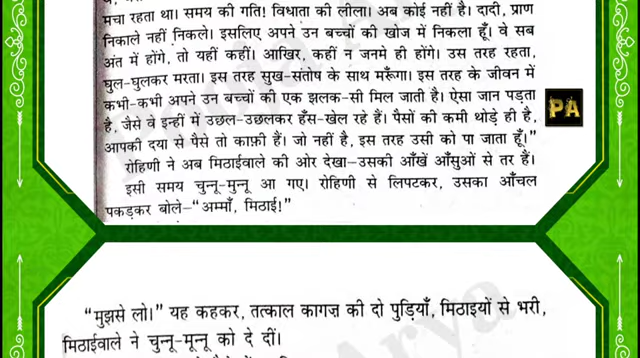 मचा रहता था। समय की गति! विधाता की लीला। अब कोई नहीं है। दादी, प्राण
निकाले नहीं निकले। इसलिए अपने उन बच्चों की खोज में निकला हूँ। वे सब
अंत में होंगे, तो यहीं कहीं। आखिर, कहीं न जनमे ही होंगे। उस तरह रहता,
घुल-घुलकर मरता। इस तरह सुख-संतोष के साथ मरूँगा। इस तरह के जीवन में
कभी-कभी अपने उन बच्चों की एक झलक-सी मिल जाती है। ऐसा जान पड़ता
है, जैसे वे इन्हीं में उछल-उछलकर हँस-खेल रहे हैं। पैसों की कमी थोड़े ही है,
आपकी दया से पैसे तो काफ़ी हैं। जो नहीं है, इस तरह उसी को पा जाता हूँ।"
रोहिणी ने अब मिठाईवाले की ओर देखा–उसकी आँखें आँसुओं से तर हैं।
इसी समय चुन्नू-मुन्नू आ गए। रोहिणी से लिपटकर, उसका आँचल
पकड़कर बोले–"अम्माँ, मिठाई!"
PA
"मुझसे लो।" यह कहकर, तत्काल कागज़ की दो पुड़ियाँ, मिठाइयों से भरी,
मिठाईवाले ने चुन्नू-मून्नू को दे दीं।